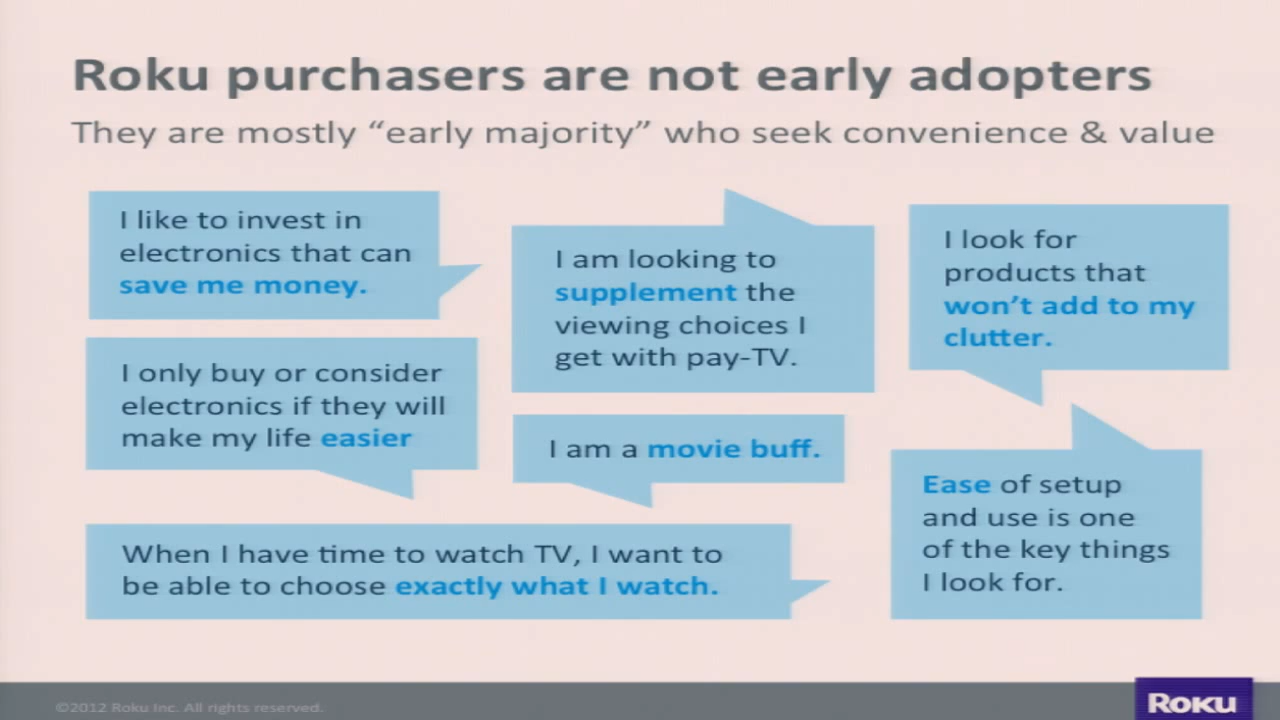 Roku purchasers are not early adopters
They are mostly “early majority” who seek convenience & value
I like to invest in
electronics that can
save me money.
I am looking to
supplement the
viewing choices I
get with pay-TV.
I look for
products that
won’t add to my
clutter.
I only buy or consider
electronics if they will
make my life easier
I am a movie buff.
Ease of setup
and use is one
of the key things
I look for.
When I have time to watch TV, I want to
be able to choose exactly what I watch.
©2012 Roku Inc. All rights reserved.
Roku